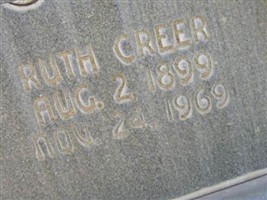 RUTH CREER
AUG. 2 1899
NOV. 24, 1969